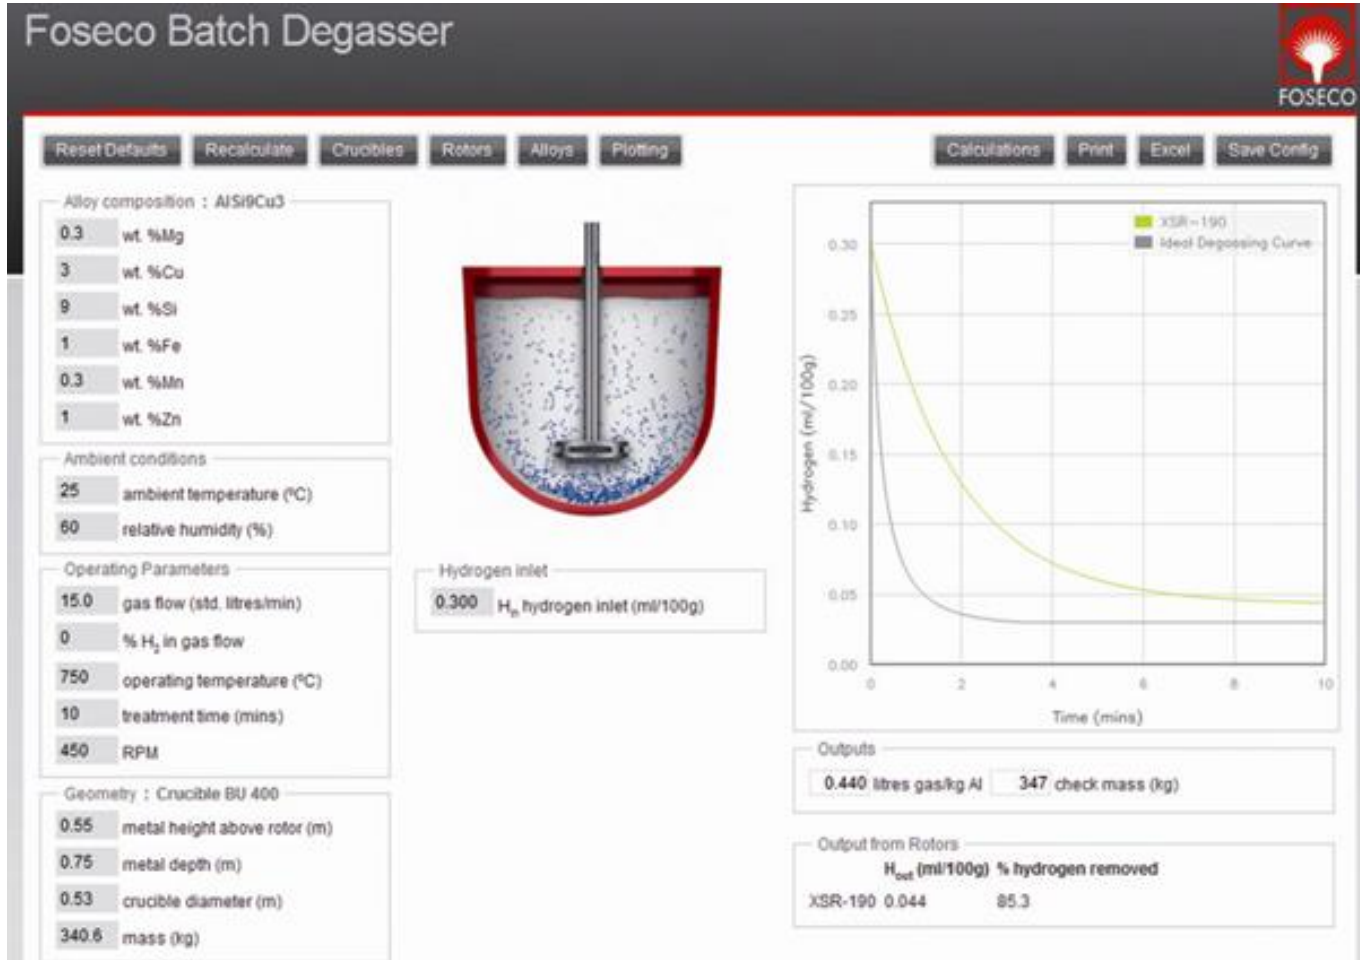 Foseco Batch Degasser
FOSECO
Reset Defaults Recalculate Crucibles Rotors Alloys Plotting
Calculations Print Excel Save Config
Alloy composition : AlSi9Cu3
0.3 wt. %Mg
3 wt. %Cu
9 wt. %Si
1 wt. %Fe
0.3 wt. %Mn
1 wt. %Zn
Ambient conditions
25 ambient temperature (ºC)
60 relative humidity (%)
Operating Parameters
15.0 gas flow (std. litres/min)
0 % H2 in gas flow
750 operating temperature (ºC)
10 treatment time (mins)
450 RPM
Geometry : Crucible BU 400
0.55 metal height above rotor (m)
0.75 metal depth (m)
0.53 crucible diameter (m)
340.6 mass (kg)
Hydrogen inlet
0.300 Hin hydrogen inlet (ml/100g)
XSR-190
Ideal Degassing Curve
Hydrogen (ml/100g)
0.30
0.25
0.20
0.15
0.10
0.05
0.00
0 2 4 6 8 10
Time (mins)
Outputs
0.440 litres gas/kg Al 347 check mass (kg)
Output from Rotors
Hout (ml/100g) % hydrogen removed
XSR-190 0.044 85.3